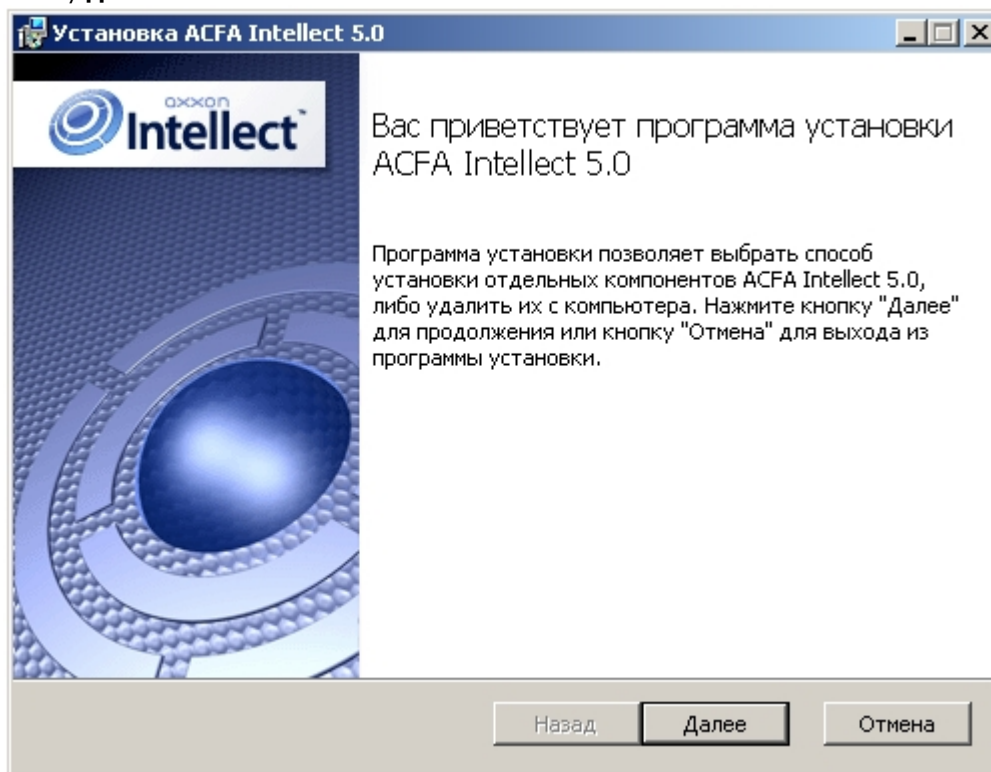 Установка ACFA Intellect 5.0
axxon
Intellect™
Вас приветствует программа установки
ACFA Intellect 5.0
Программа установки позволяет выбрать способ
установки отдельных компонентов ACFA Intellect 5.0,
либо удалить их с компьютера. Нажмите кнопку "Далее"
для продолжения или кнопку "Отмена" для выхода из
программы установки.
Назад Далее Отмена